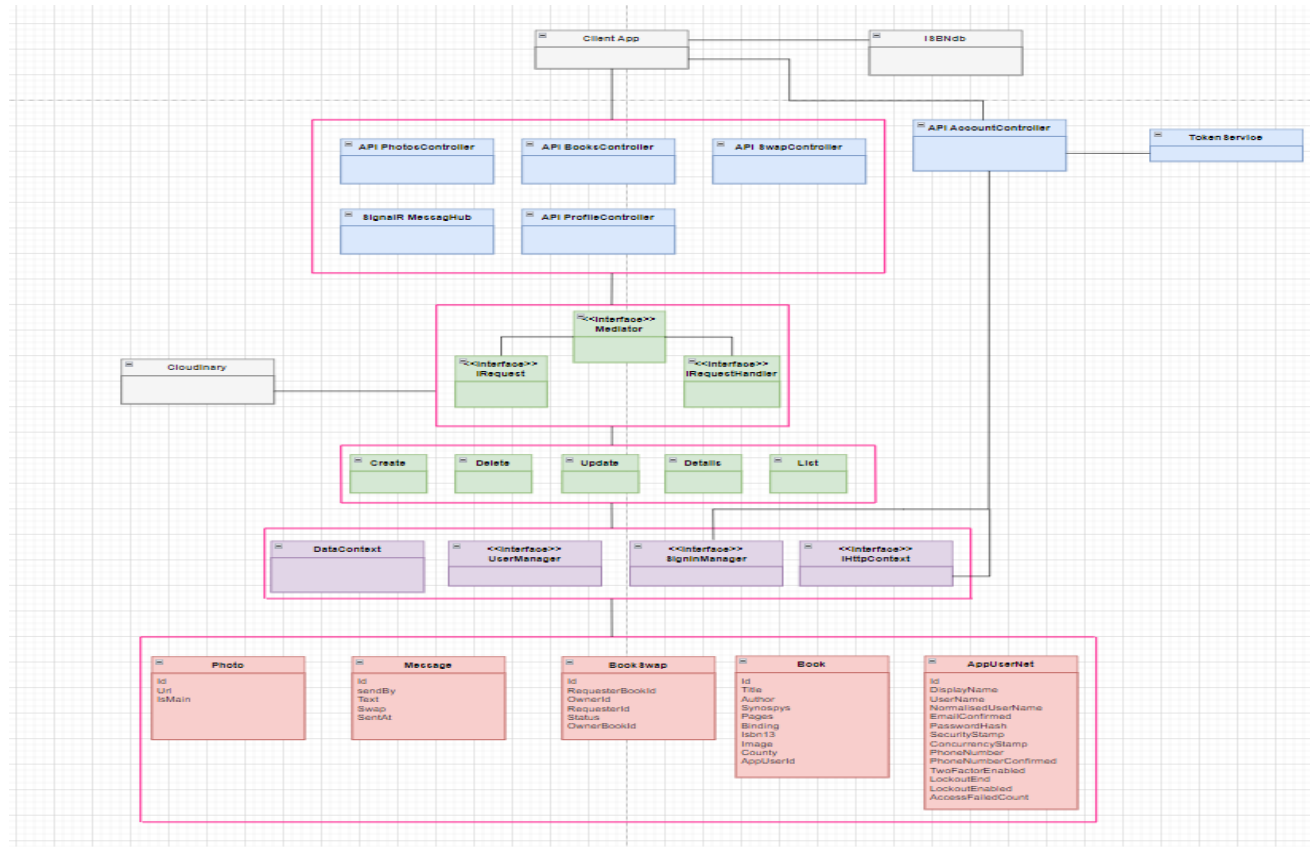 Client App
ISBNdb
API PhotosController
API BooksController
API SwapController
API AccountController
Token Service
SignalR MessagHub
API ProfileController
<<Interface>>
Mediator
<<Interface>>
IRequest
<<Interface>>
IRequestHandler
Cloudinary
Create
Delete
Update
Details
List
DataContext
<<Interface>>
UserManager
<<Interface>>
SignInManager
<<Interface>>
IHttpContext
Photo
Id
Url
IsMain
Message
Id
sendBy
Text
Swap
SentAt
Book Swap
Id
RequesterBookId
OwnerId
RequesterId
Status
OwnerBookId
Book
Id
Title
Author
Synospys
Pages
Binding
Isbn13
Image
County
AppUserId
AppUserNet
Id
DisplayName
UserName
NormalisedUserName
EmailConfirmed
PasswordHash
SecurityStamp
ConcurrencyStamp
PhoneNumber
PhoneNumberConfirmed
TwoFactorEnabled
LockoutEnd
LockoutEnabled
AccessFailedCount